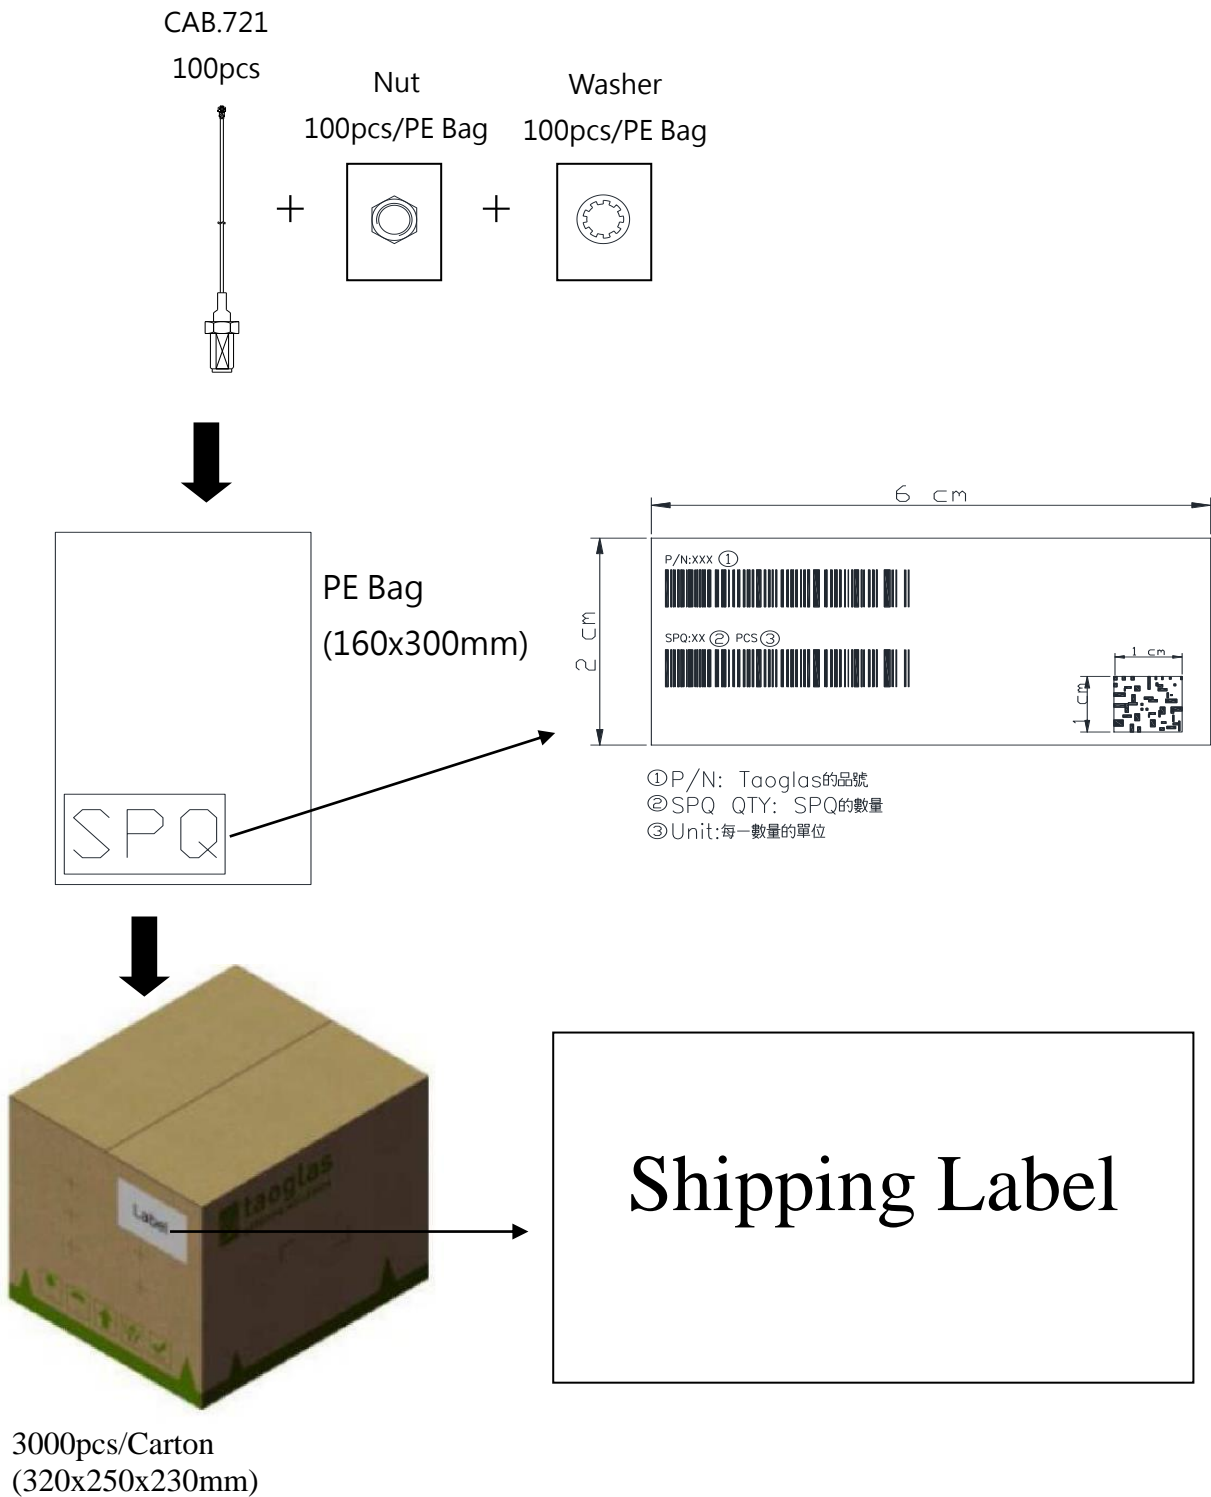 CAB.721
100pcs
Nut
100pcs/PE Bag
Washer
100pcs/PE Bag
6 cm
2 cm
P/N:XXX ①
SPQ:XX ② PCS ③
1 cm
1 cm
①P/N: Taoglas的品號
②SPQ QTY: SPQ的數量
③Unit:每一數量的單位
PE Bag
(160x300mm)
SPQ
taoglas
Label
Shipping Label
3000pcs/Carton
(320x250x230mm)